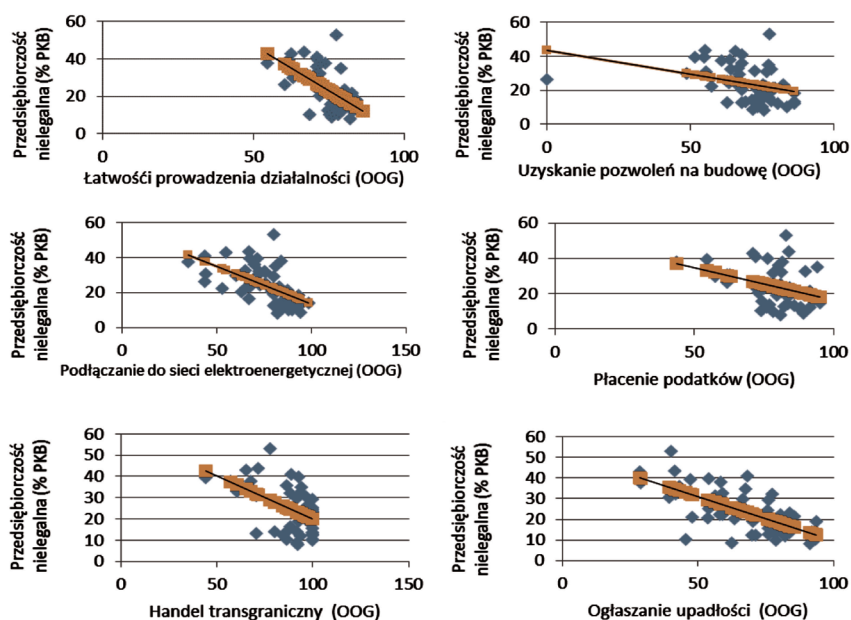 Przedsiębiorczość
nielegalna (% PKB)
60
40
20
0
0
50
100
Łatwośći prowadzenia działalności (OOG)
Przedsiębiorczość
nielegalna (% PKB)
60
40
20
0
0
50
100
Uzyskanie pozwoleń na budowę (OOG)
Przedsiębiorczość
nielegalna (% PKB)
60
40
20
0
0
50
100
150
Podłączanie do sieci elektroenergetycznej (OOG)
Przedsiębiorczość
nielegalna (% PKB)
60
40
20
0
0
50
100
Płacenie podatków (OOG)
Przedsiębiorczość
nielegalna (% PKB)
60
50
40
30
20
10
0
0
50
100
150
Handel transgraniczny (OOG)
Przedsiębiorczość
nielegalna (% PKB)
60
50
40
30
20
10
0
0
50
100
Ogłaszanie upadłości (OOG)